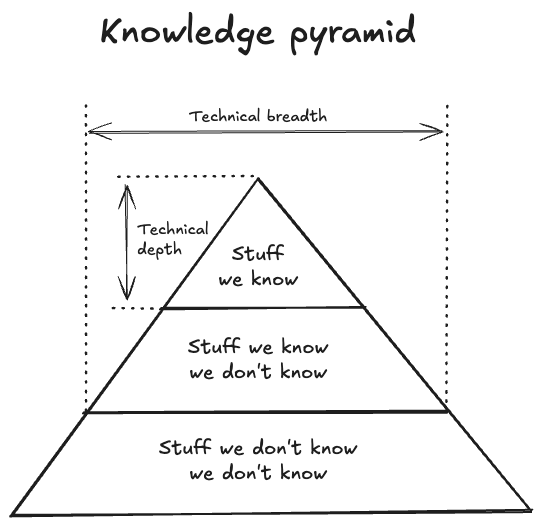 Knowledge pyramid
Technical breadth
Technical
depth
Stuff
we know
Stuff we know
we don't know
Stuff we don't know
we don't know